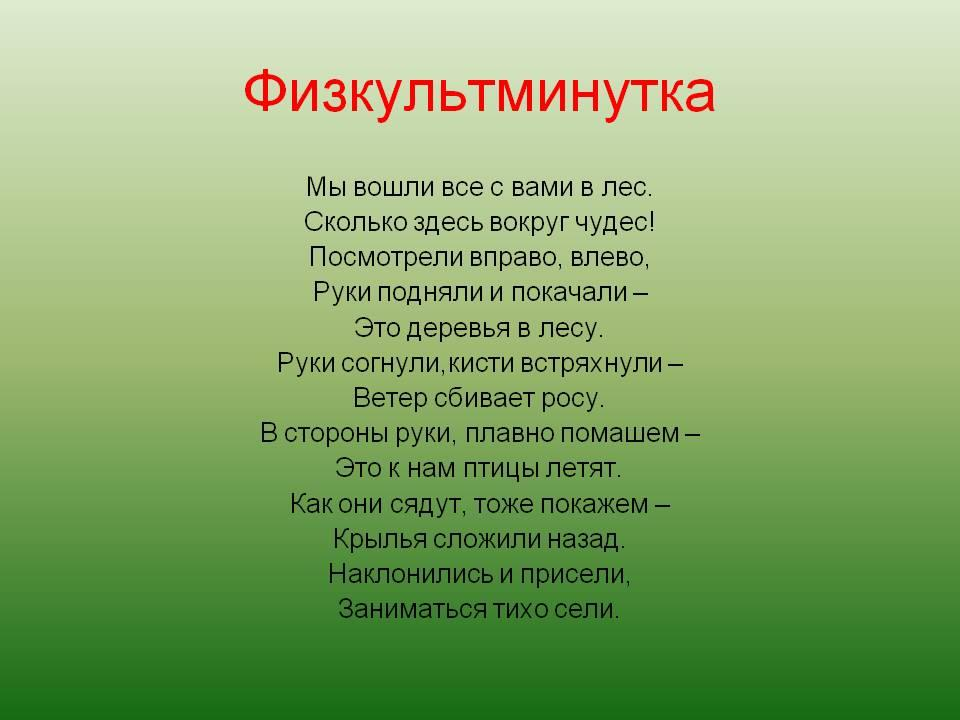 Физкультминутка
Мы вошли все с вами в лес.
Сколько здесь вокруг чудес!
Посмотрели вправо, влево,
Руки подняли и покачали –
Это деревья в лесу.
Руки согнули,кисти встряхнули –
Ветер сбивает росу.
В стороны руки, плавно помашем –
Это к нам птицы летят.
Как они сядут, тоже покажем –
Крылья сложили назад.
Наклонились и присели,
Заниматься тихо сели.